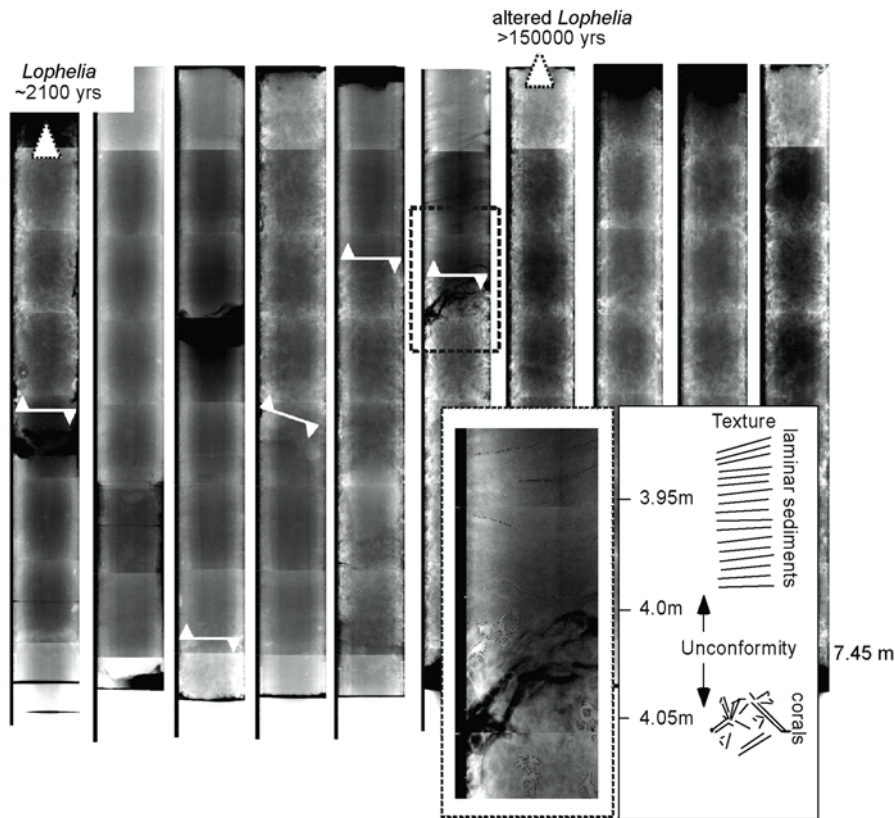 altered Lophelia
>150000 yrs
Lophelia
~2100 yrs
Texture
laminar sediments
3.95m
4.0m
Unconformity
4.05m
corals
7.45 m